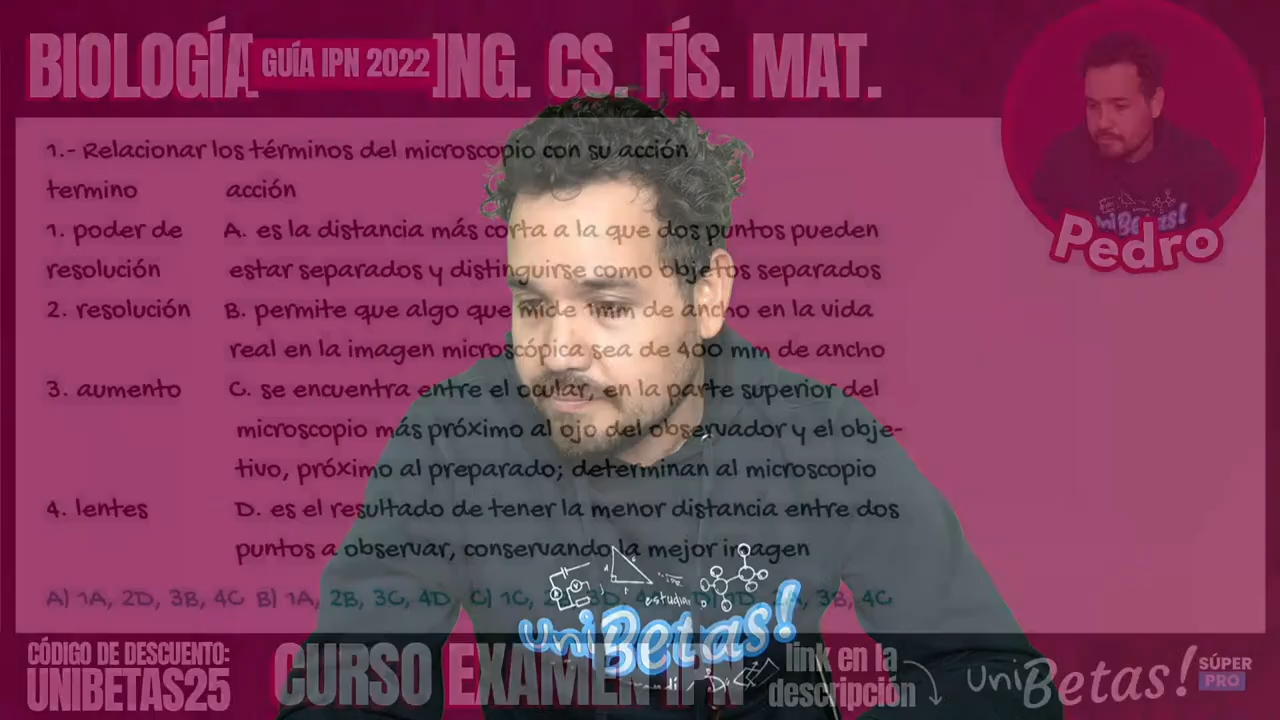 BIOLOGÍA [GUÍA IPN 2022] ING. CS. FÍS. MAT.
1.- Relacionar los términos del microscopio con su acción
termino acción
1. poder de A. es la distancia más corta a la que dos puntos pueden
resolución estar separados y distinguirse como objetos separados
2. resolución B. permite que algo que mide 1mm de ancho en la vida
real en la imagen microscópica sea de 400 mm de ancho
3. aumento C. se encuentra entre el ocular, en la parte superior del
microscopio más próximo al ojo del observador y el obje-
tivo, próximo al preparado; determinan al microscopio
4. lentes D. es el resultado de tener la menor distancia entre dos
puntos a observar, conservando la mejor imagen
A) 1A, 2D, 3B, 4C B) 1A, 2B, 3C, 4D C) 1C, 3B, 4C
Pedro
estudiar
UniBetas!
CÓDIGO DE DESCUENTO:
UNIBETAS25
CURSO EXAMEN IPN
link en la
descripción
UniBetas!
SÚPER
PRO